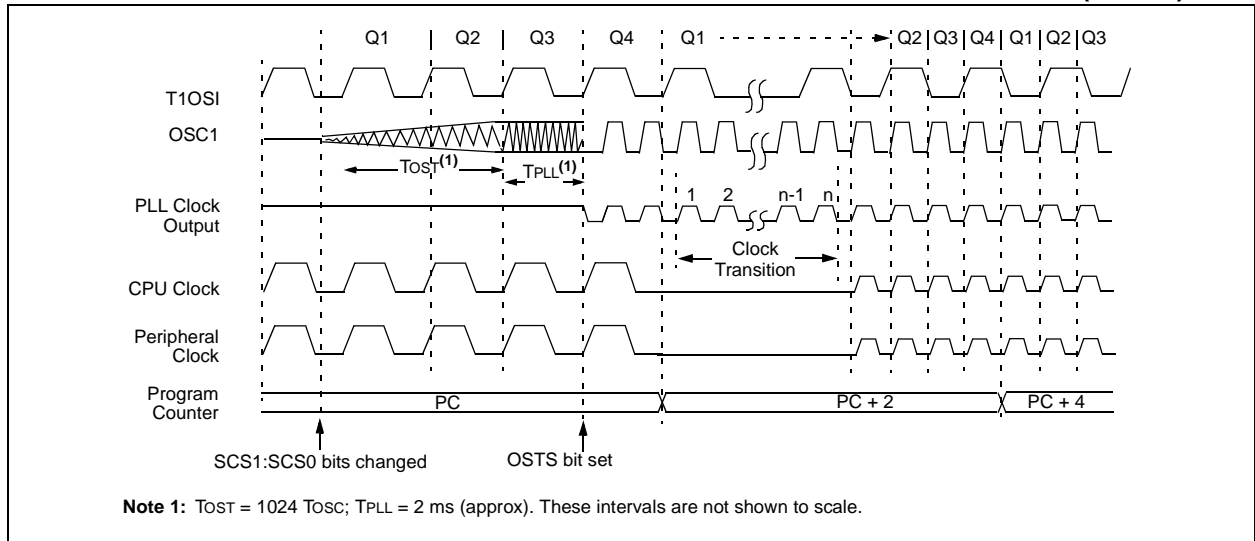 Q1 Q2 Q3 Q4 Q1 Q2 Q3 Q4 Q1 Q2 Q3
T1OSI
OSC1
TOST(1)
TPLL(1)
PLL Clock
Output
1 2 n-1 n
Clock
Transition
CPU Clock
Peripheral
Clock
Program
Counter
PC PC + 2 PC + 4
SCS1:SCS0 bits changed
OSTS bit set
Note 1: TOST = 1024 TOSC; TPLL = 2 ms (approx). These intervals are not shown to scale.